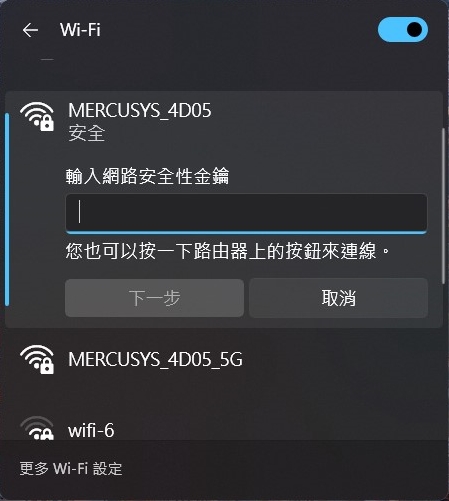 Wi-Fi
MERCUSYS_4D05
安全
輸入網路安全性金鑰
您也可以按一下路由器上的按鈕來連線。
下一步
取消
MERCUSYS_4D05_5G
wifi-6
更多 Wi-Fi 設定